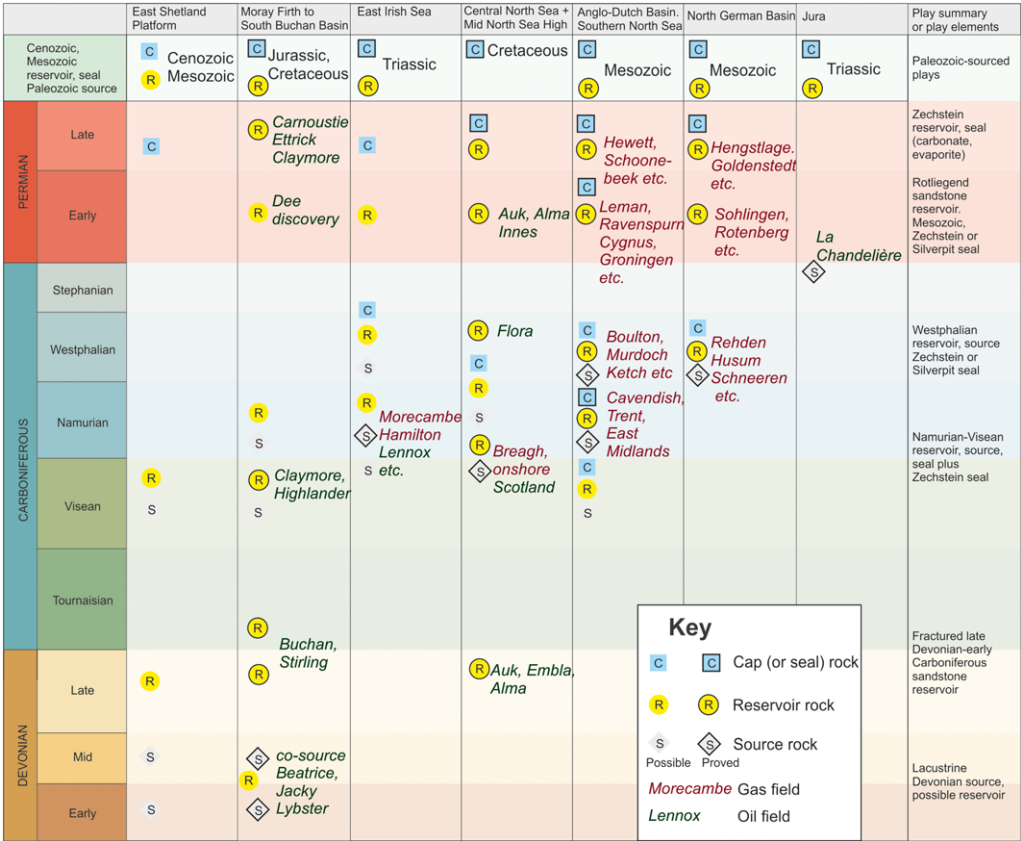 East Shetland
Platform
Moray Firth to
South Buchan Basin
East Irish Sea
Central North Sea +
Mid North Sea High
Anglo-Dutch Basin.
Southern North Sea
North German Basin
Jura
Play summary
or play elements
Cenozoic,
Mesozoic
reservoir, seal
Paleozoic source
C
R
Cenozoic
Mesozoic
C
R
Jurassic,
Cretaceous
C
R
Triassic
C
Cretaceous
C
R
Mesozoic
C
R
Mesozoic
C
R
Triassic
Paleozoic-sourced
plays
PERMIAN
Late
C
R
Carnoustie
Ettrick
Claymore
C
C
R
C
R
Hewett,
Schoone-
beek etc.
C
R
Hengstlage.
Goldenstedt
etc.
Zechstein
reservoir, seal
(carbonate,
evaporite)
Early
R
Dee
discovery
R
R
Auk, Alma
Innes
C
R
Leman,
Ravenspurn
Cygnus,
Groningen
etc.
R
Sohlingen,
Rotenberg
etc.
La
Chandelière
S
Rotliegend
sandstone
reservoir.
Mesozoic,
Zechstein or
Silverpit seal
CARBONIFEROUS
Stephanian
C
Westphalian
R
S
R
Flora
C
C
R
S
Boulton,
Murdoch
Ketch etc
C
R
S
Rehden
Husum
Schneeren
etc.
Westphalian
reservoir, source
Zechstein or
Silverpit seal
Namurian
R
S
R
S
Morecambe
Hamilton
Lennox
etc.
R
S
R
C
R
S
Cavendish,
Trent,
East
Midlands
Namurian-Visean
reservoir, source,
seal plus
Zechstein seal
Visean
R
S
R
S
Claymore,
Highlander
S
S
Breagh,
onshore
Scotland
C
R
S
Tournaisian
R
Buchan,
Stirling
Fractured late
Devonian-early
Carboniferous
sandstone
reservoir
DEVONIAN
Late
R
R
R
Auk, Embla,
Alma
Mid
S
S
R
co-source
Beatrice,
Jacky
Lybster
Lacustrine
Devonian source,
possible reservoir
Early
S
S
Key
C
C
Cap (or seal) rock
R
R
Reservoir rock
S
S
Source rock
Possible
Proved
Morecambe
Gas field
Lennox
Oil field